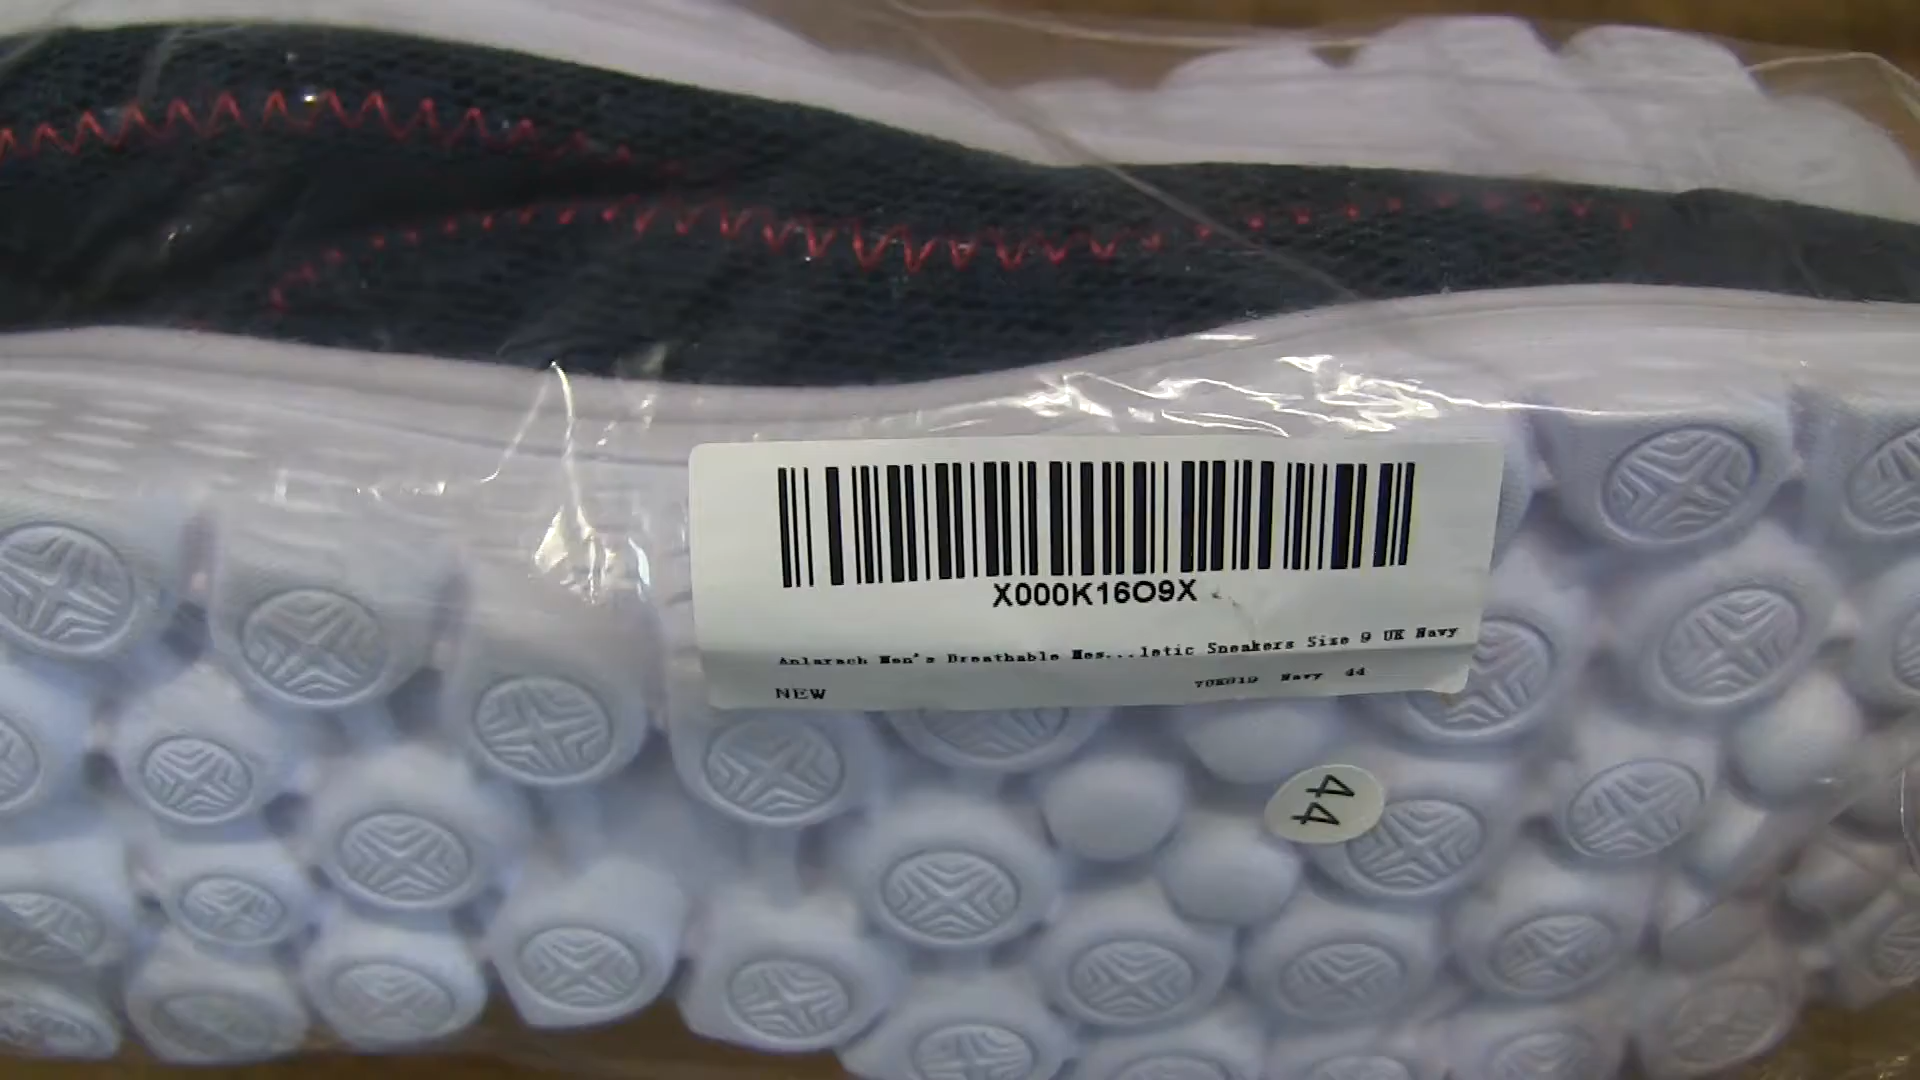 X000K16O9X
Anlarach Men's Breathable Mes...letic Sneakers Size 9 UK Navy
NEW
Navy 44
44